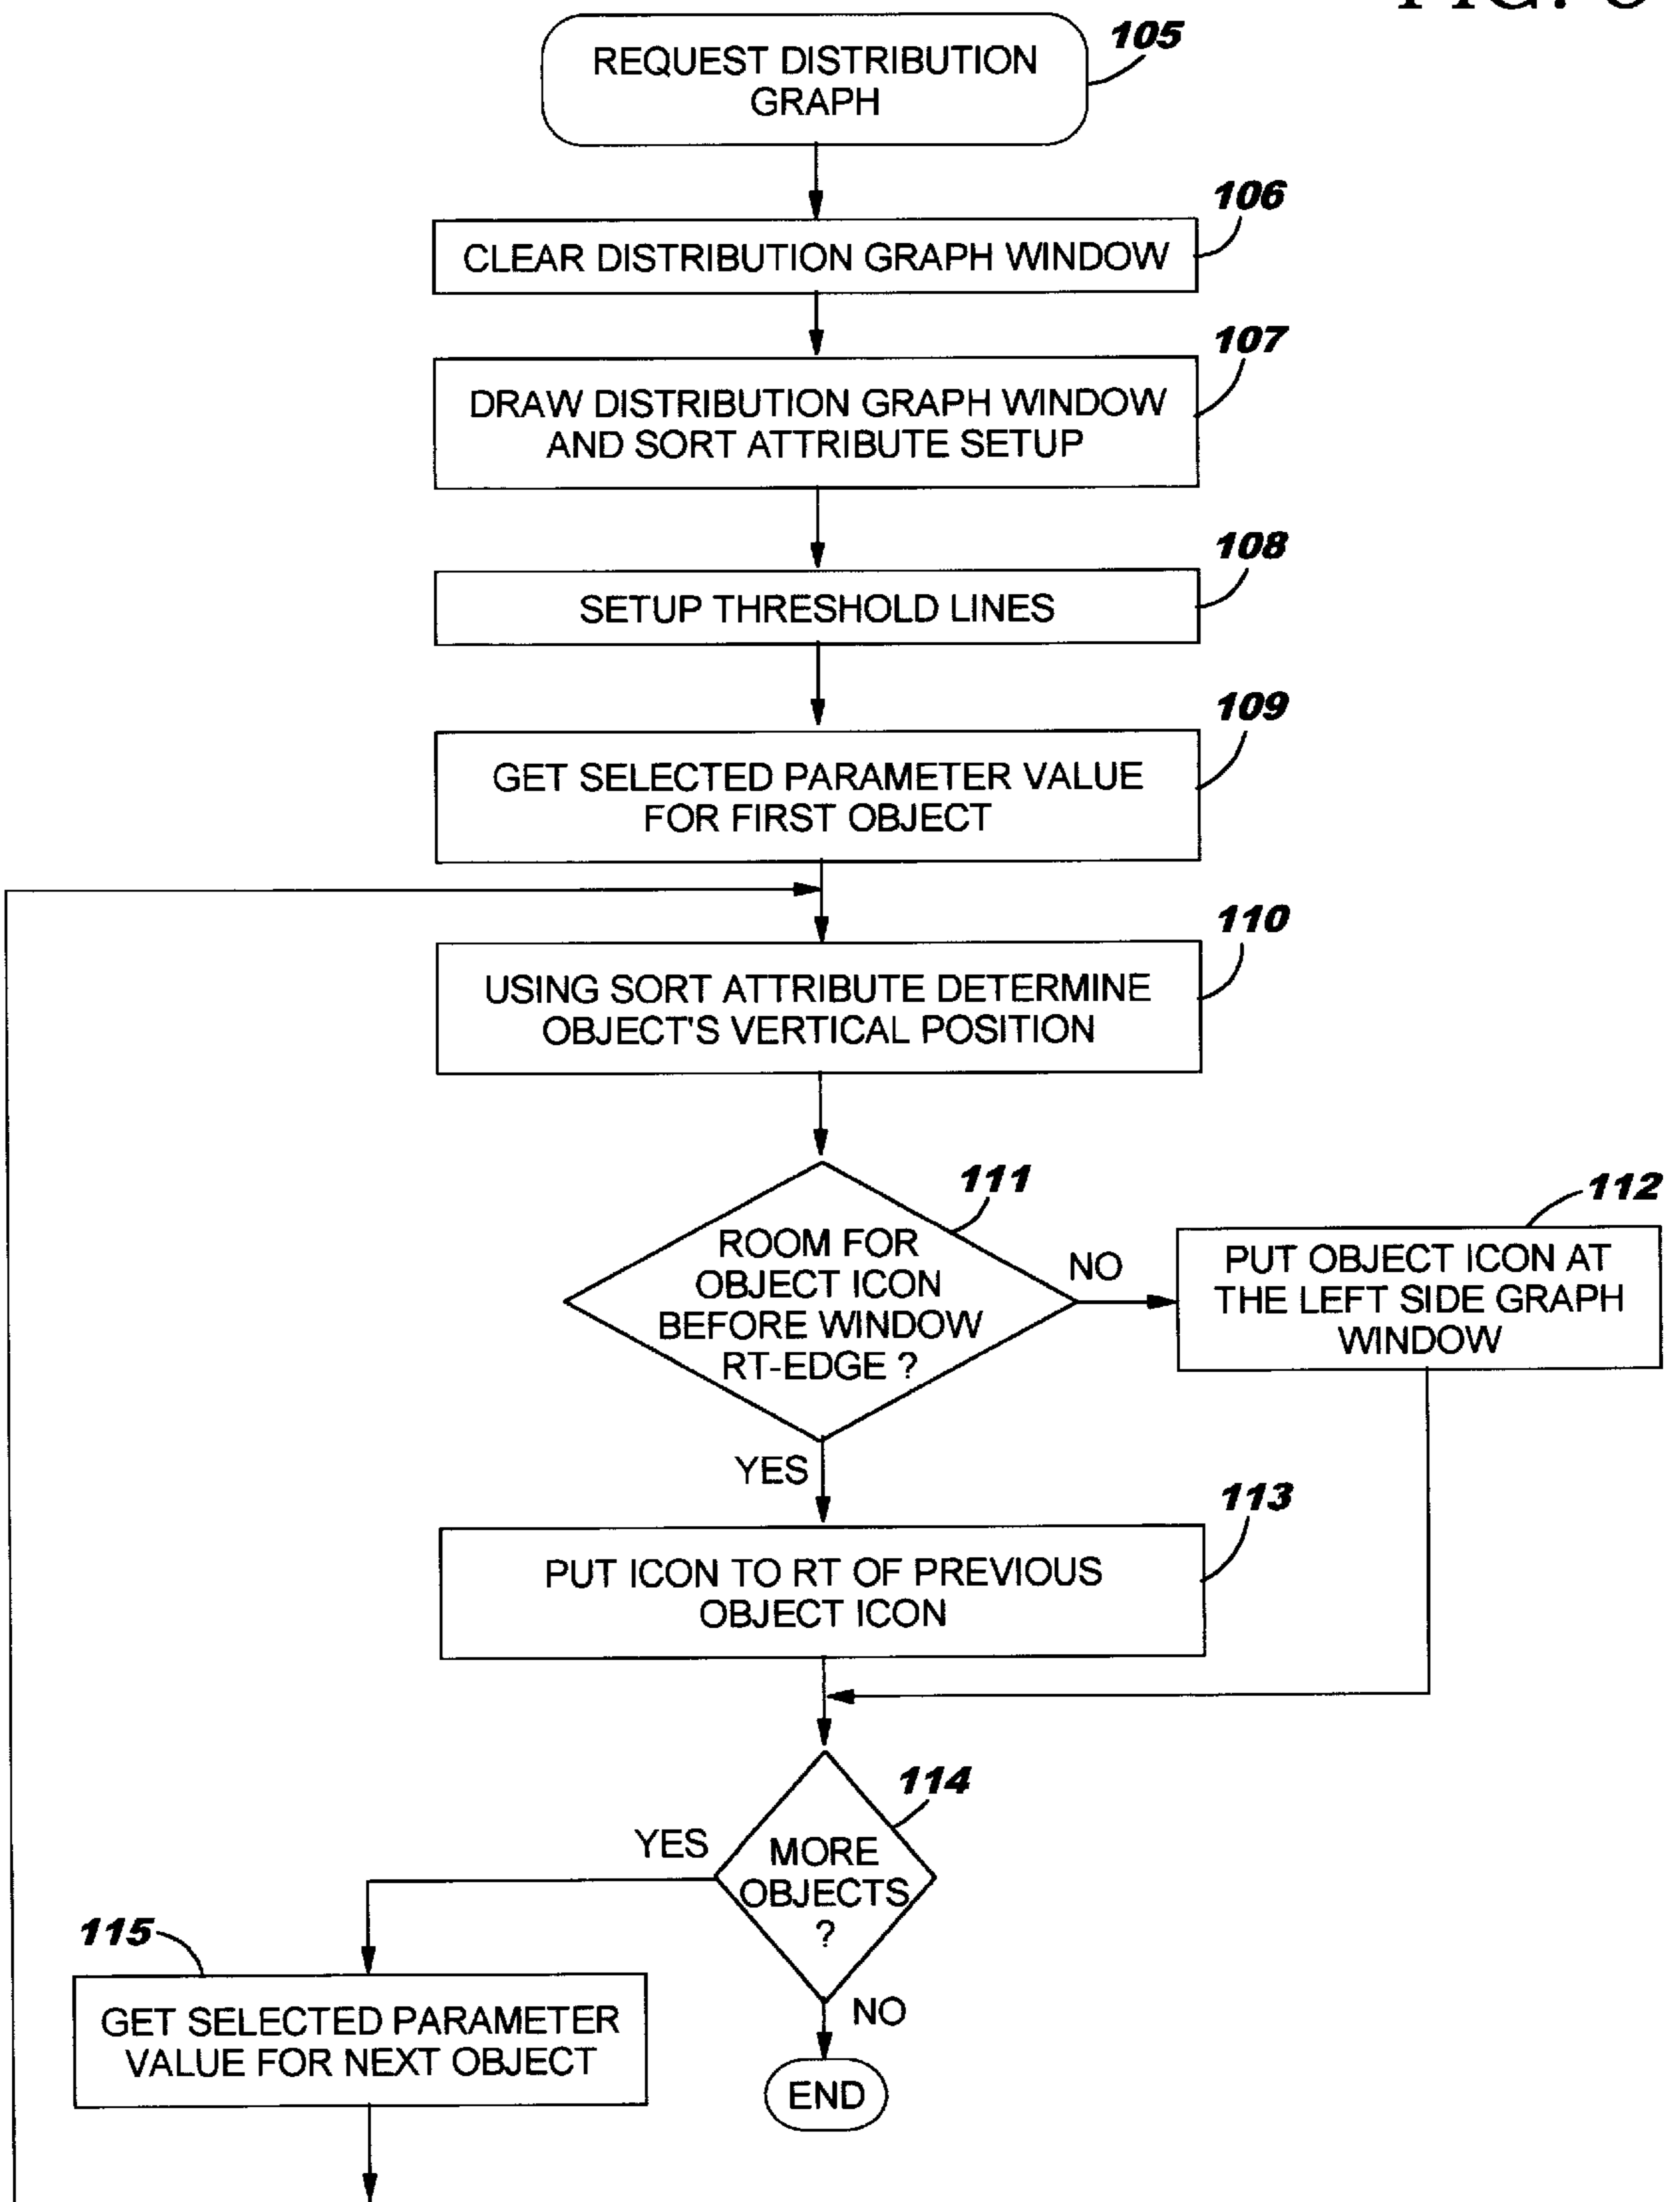 105
REQUEST DISTRIBUTION
GRAPH
106
CLEAR DISTRIBUTION GRAPH WINDOW
107
DRAW DISTRIBUTION GRAPH WINDOW
AND SORT ATTRIBUTE SETUP
108
SETUP THRESHOLD LINES
109
GET SELECTED PARAMETER VALUE
FOR FIRST OBJECT
110
USING SORT ATTRIBUTE DETERMINE
OBJECT'S VERTICAL POSITION
111
ROOM FOR
OBJECT ICON
BEFORE WINDOW
RT-EDGE ?
NO
112
PUT OBJECT ICON AT
THE LEFT SIDE GRAPH
WINDOW
YES
113
PUT ICON TO RT OF PREVIOUS
OBJECT ICON
114
MORE
OBJECTS
?
YES
115
GET SELECTED PARAMETER
VALUE FOR NEXT OBJECT
NO
END